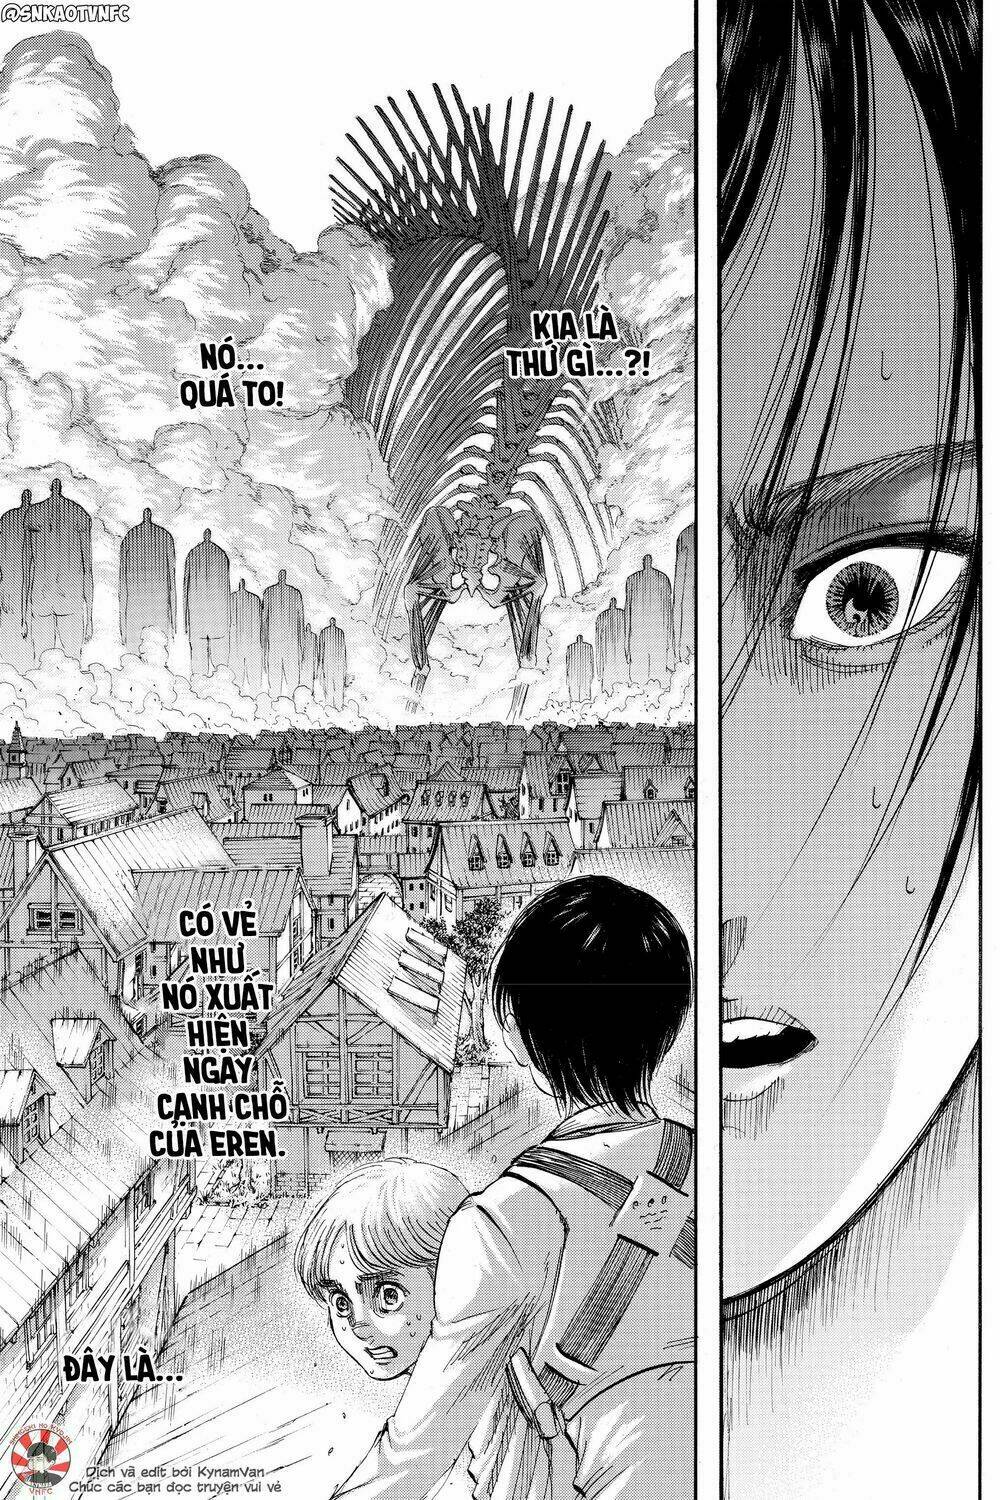 @SNKAOTVNFC
KIA LÀ
THỨ GÌ...?!
NÓ...
QUÁ TO!
CÓ VẺ
NHƯ
NÓ XUẤT
HIỆN
NGAY
CẠNH CHỖ
CỦA EREN.
ĐÂY LÀ...
VNFC
Dịch và edit bởi KynamVan
Chúc các bạn đọc truyện vui vẻ